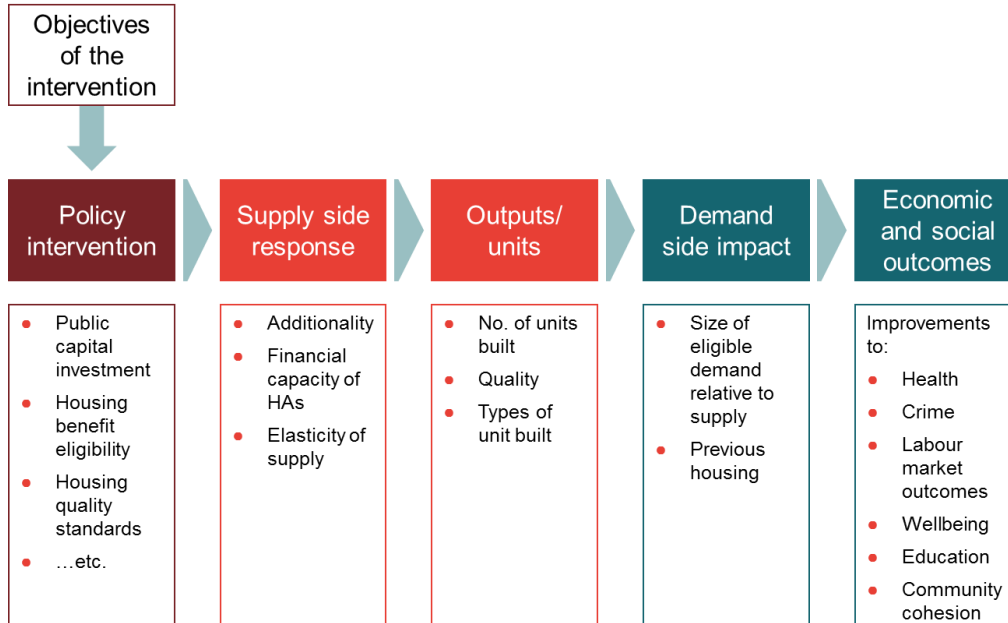 Objectives
of the
intervention
Policy
intervention
Supply side
response
Outputs/
units
Demand
side impact
Economic
and social
outcomes
Public
capital
investment
Housing
benefit
eligibility
Housing
quality
standards
…etc.
Additionality
Financial
capacity of
HAs
Elasticity of
supply
No. of units
built
Quality
Types of
unit built
Size of
eligible
demand
relative to
supply
Previous
housing
Improvements
to:
Health
Crime
Labour
market
outcomes
Wellbeing
Education
Community
cohesion